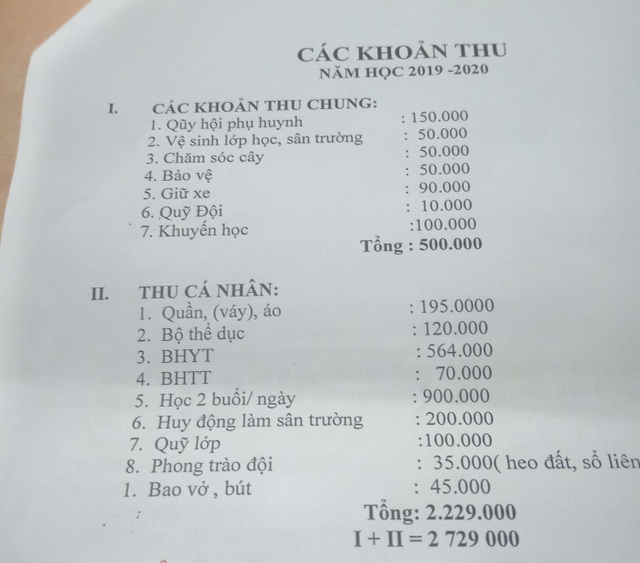 CÁC KHOẢN THU
NĂM HỌC 2019 -2020
I. CÁC KHOẢN THU CHUNG:
1. Qũy hội phụ huynh : 150.000
2. Vệ sinh lớp học, sân trường : 50.000
3. Chăm sóc cây : 50.000
4. Bảo vệ : 50.000
5. Giữ xe : 90.000
6. Quỹ Đội : 10.000
7. Khuyến học :100.000
Tổng : 500.000
II. THU CÁ NHÂN:
1. Quần, (váy), áo : 195.0000
2. Bộ thể dục : 120.000
3. BHYT : 564.000
4. BHTT : 70.000
5. Học 2 buổi/ ngày : 900.000
6. Huy động làm sân trường : 200.000
7. Quỹ lớp :100.000
8. Phong trào đội : 35.000( heo đất, sổ liên
1. Bao vở , bút : 45.000
Tổng: 2.229.000
I + II = 2 729 000